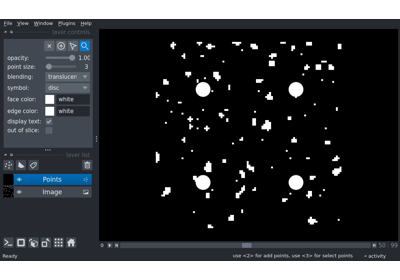 File View Window Plugins Help
layer controls
opacity: 1.00
point size: 3
blending: translucen
symbol: disc
face color: white
edge color: white
display text:
out of slice:
layer list
Points
Image
0 50 99
Ready use <2> for add points, use <3> for select points activity